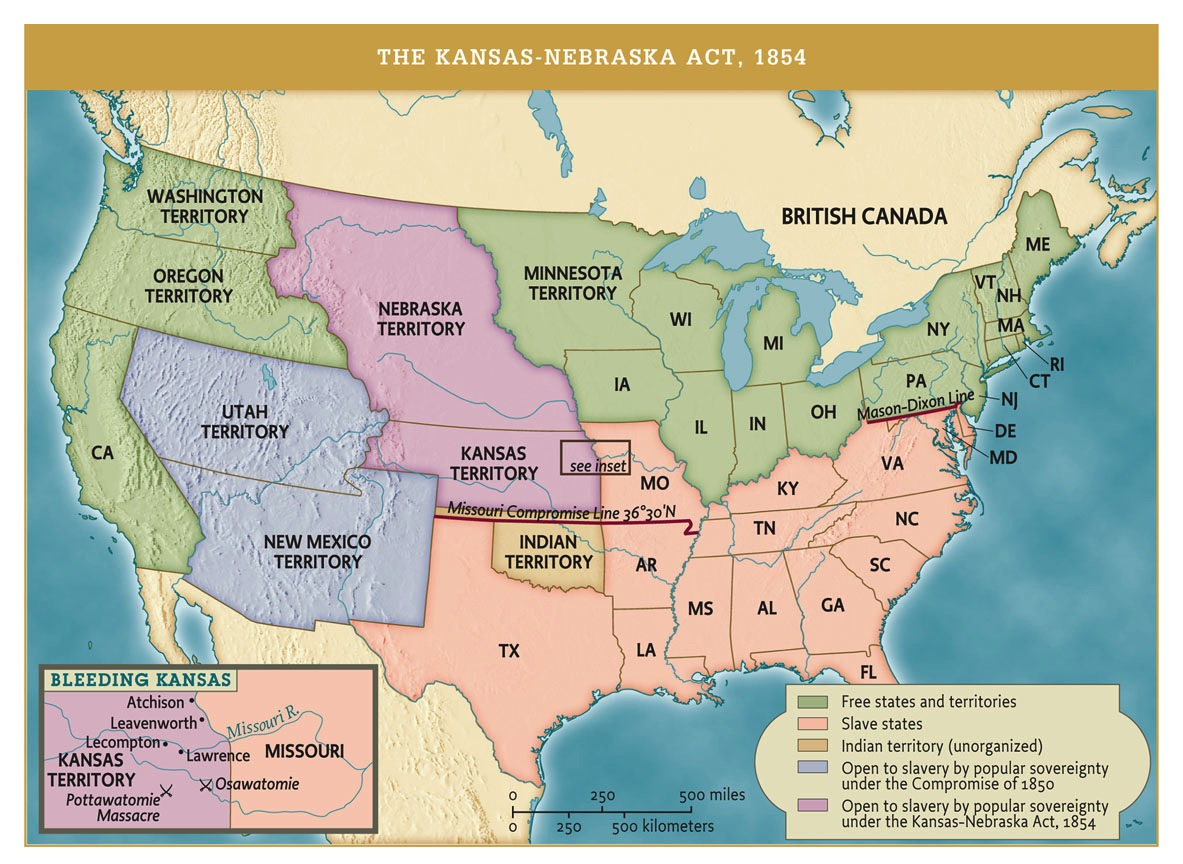 THE KANSAS-NEBRASKA ACT, 1854
WASHINGTON
TERRITORY
OREGON
TERRITORY
NEBRASKA
TERRITORY
MINNESOTA
TERRITORY
BRITISH CANADA
ME
VT
NH
MA
NY
RI
CT
NJ
PA
Mason-Dixon Line
DE
MD
WI
MI
IA
IL
IN
OH
UTAH
TERRITORY
CA
KANSAS
TERRITORY
see inset
MO
KY
VA
Missouri Compromise Line 36°30'N
NEW MEXICO
TERRITORY
INDIAN
TERRITORY
AR
TN
NC
SC
MS
AL
GA
TX
LA
FL
BLEEDING KANSAS
Atchison
Leavenworth
Missouri R.
Lecompton
Lawrence
MISSOURI
KANSAS
TERRITORY
Osawatomie
Pottawatomie
Massacre
0 250 500 miles
0 250 500 kilometers
Free states and territories
Slave states
Indian territory (unorganized)
Open to slavery by popular sovereignty
under the Compromise of 1850
Open to slavery by popular sovereignty
under the Kansas-Nebraska Act, 1854